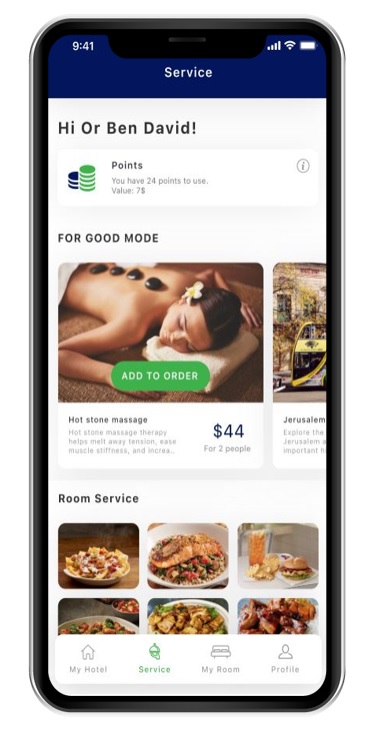 9:41
Service
Hi Or Ben David!
Points
You have 24 points to use.
Value: 7$
FOR GOOD MODE
ADD TO ORDER
Hot stone massage
Hot stone massage therapy
helps melt away tension, ease
muscle stiffness, and increa..
$44
For 2 people
Jerusalem
Explore the
Jerusalem a
important h
Room Service
My Hotel
Service
My Room
Profile